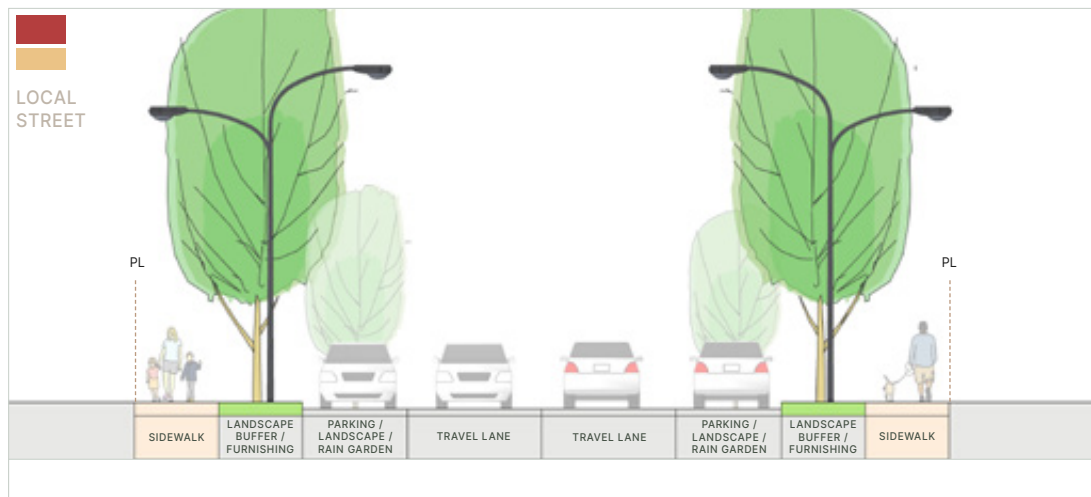 LOCAL
STREET
PL
PL
SIDEWALK
LANDSCAPE
BUFFER /
FURNISHING
PARKING /
LANDSCAPE /
RAIN GARDEN
TRAVEL LANE
TRAVEL LANE
PARKING /
LANDSCAPE /
RAIN GARDEN
LANDSCAPE
BUFFER /
FURNISHING
SIDEWALK